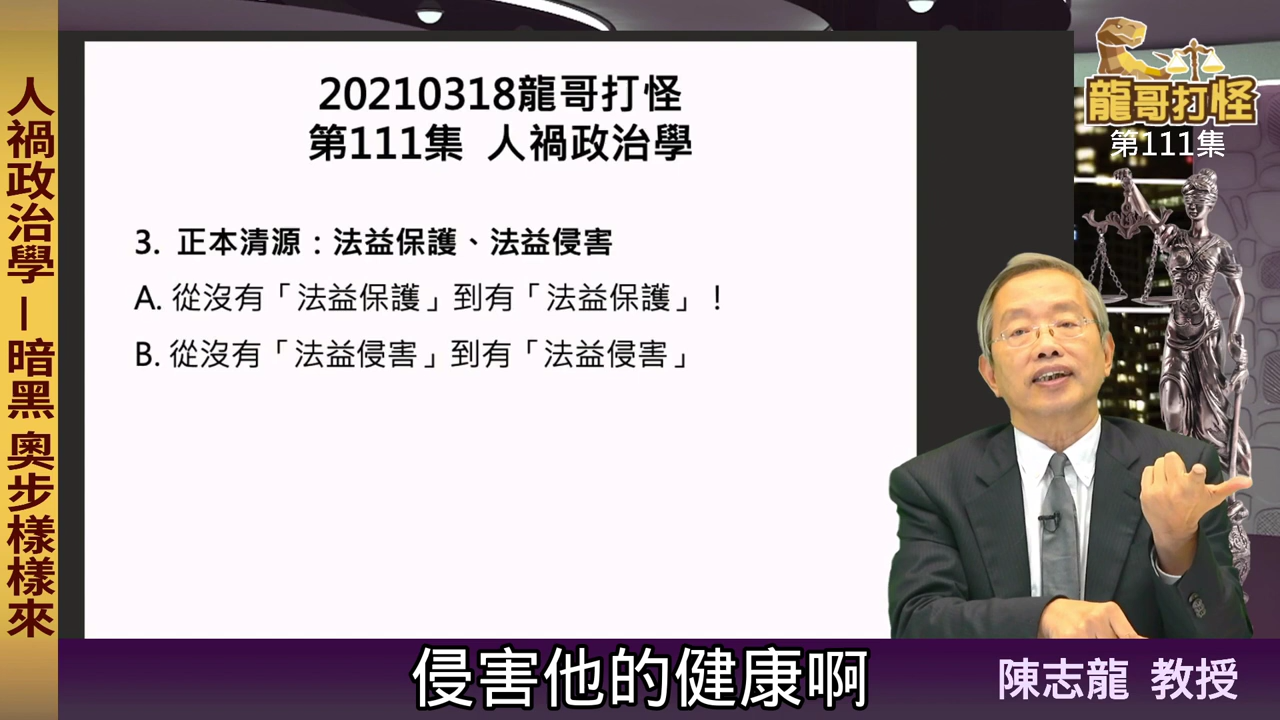 人禍政治學—暗黑 奧步樣樣來
20210318龍哥打怪
第111集 人禍政治學
3. 正本清源：法益保護、法益侵害
A. 從沒有「法益保護」到有「法益保護」！
B. 從沒有「法益侵害」到有「法益侵害」
龍哥打怪
第111集
侵害他的健康啊
陳志龍 教授